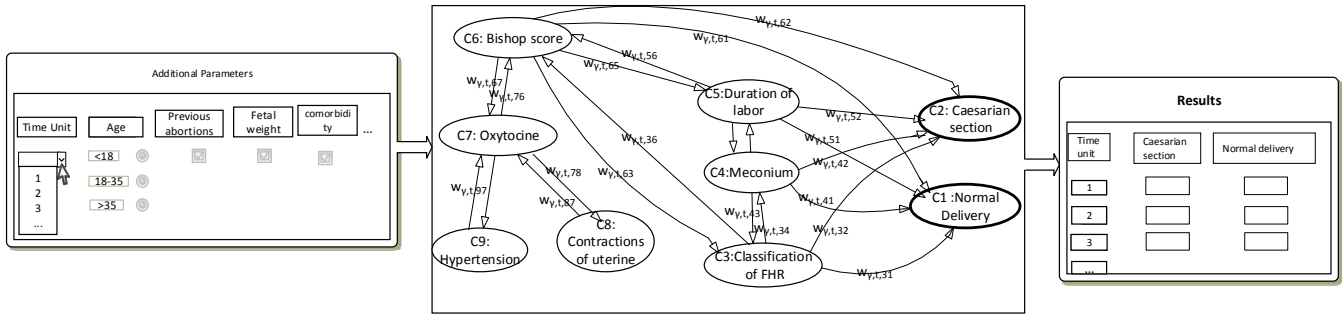 Additional Parameters
Time Unit
Age
Previous
abortions
Fetal
weight
comorbidi
ty
...
<18
18-35
>35
1
2
3
...
C6: Bishop score
C7: Oxytocine
C9:
Hypertension
C8:
Contractions
of uterine
C5:Duration of
labor
C4:Meconium
C3:Classification
of FHR
C2: Caesarian
section
C1 :Normal
Delivery
wγ,t,62
wγ,t,61
wγ,t,56
wγ,t,65
wγ,t,67
wγ,t,76
wγ,t,52
wγ,t,51
wγ,t,36
wγ,t,42
wγ,t,63
wγ,t,78
wγ,t,97
wγ,t,87
wγ,t,41
wγ,t,43
wγ,t,34
wγ,t,32
wγ,t,31
Results
Time
unit
Caesarian
section
Normal delivery
1
2
3
...